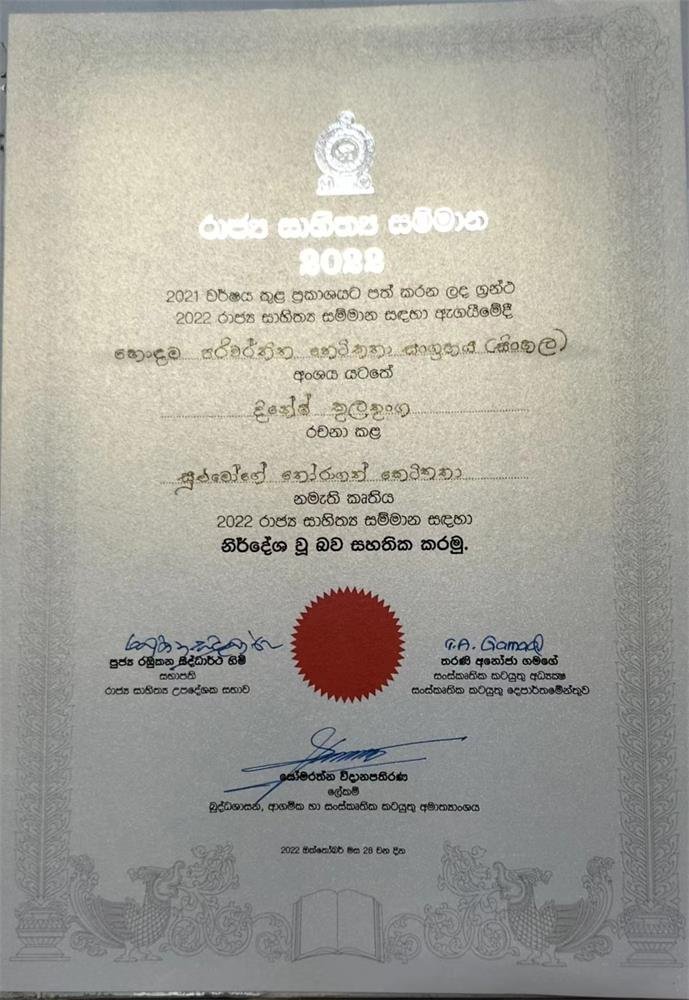 රාජ්‍ය සාහිත්‍ය සම්මාන
2022
2021 වර්ෂය තුළ ප්‍රකාශයට පත් කරන ලද ග්‍රන්ථ
2022 රාජ්‍ය සාහිත්‍ය සම්මාන සඳහා ඇගයීමේදී
හොඳම පරිවර්තිත කෙටිකතා සංග්‍රහය (සිංහල)
අංශය යටතේ
දිනේෂ් කුලතුංග
රචනා කළ
තෝරාගත් කෙටිකතා
නමැති කෘතිය
2022 රාජ්‍ය සාහිත්‍ය සම්මාන සඳහා
නිර්දේශ වූ බව සහතික කරමු.
පූජ්‍ය රඹුකන සිද්ධාර්ථ හිමි
සභාපති
රාජ්‍ය සාහිත්‍ය උපදේශක සභාව
තරණි අනෝජා ගමගේ
සංස්කෘතික කටයුතු අධ්‍යක්ෂ
සංස්කෘතික කටයුතු දෙපාර්තමේන්තුව
සෝමරත්න විදානපතිරණ
ලේකම්
බුද්ධශාසන, ආගමික හා සංස්කෘතික කටයුතු අමාත්‍යාංශය
2022 ඔක්තෝබර් මස 28 වන දින